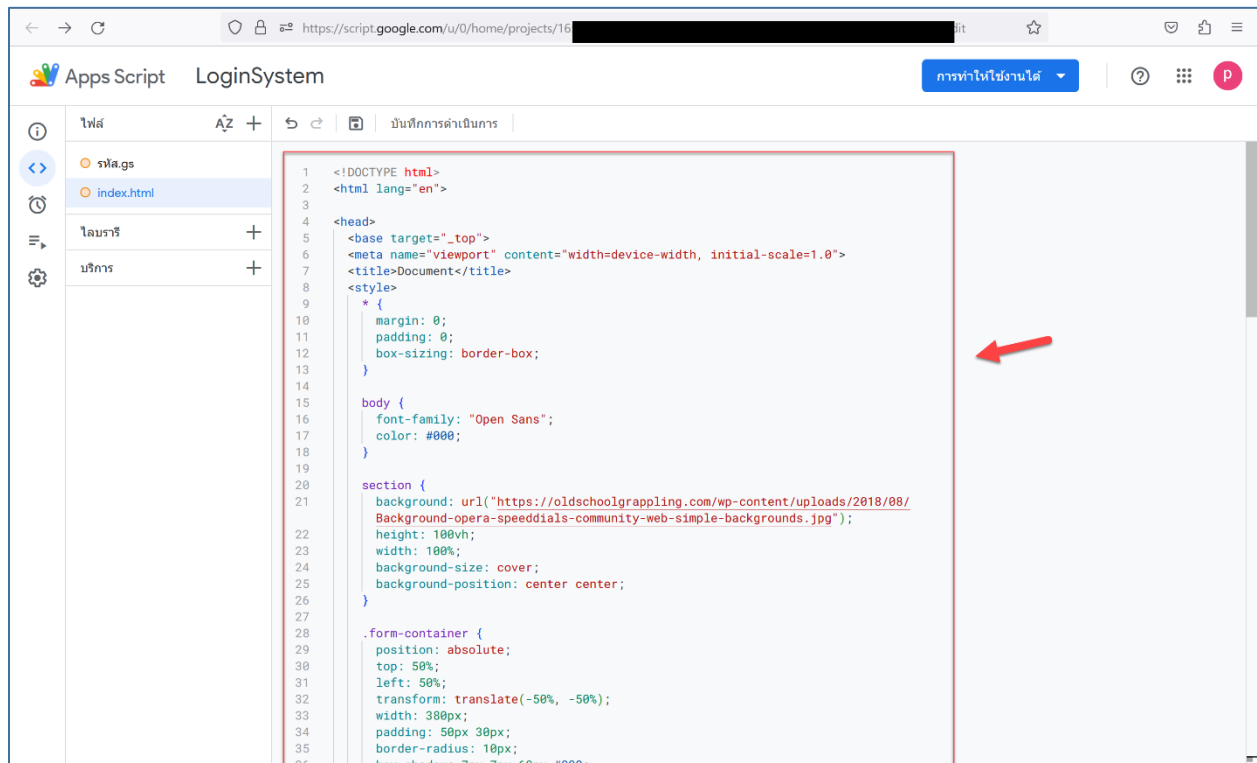 https://script.google.com/u/0/home/projects/16
dit
Apps Script LoginSystem
การทำให้ใช้งานได้
p
ไฟล์
AZ
บันทึกการดำเนินการ
รหัส.gs
index.html
ไลบรารี
บริการ
1 <!DOCTYPE html>
2 <html lang="en">
3
4 <head>
5 <base target="_top">
6 <meta name="viewport" content="width=device-width, initial-scale=1.0">
7 <title>Document</title>
8 <style>
9 * {
10 margin: 0;
11 padding: 0;
12 box-sizing: border-box;
13 }
14
15 body {
16 font-family: "Open Sans";
17 color: #000;
18 }
19
20 section {
21 background: url("https://oldschoolgrappling.com/wp-content/uploads/2018/08/
Background-opera-speeddials-community-web-simple-backgrounds.jpg");
22 height: 100vh;
23 width: 100%;
24 background-size: cover;
25 background-position: center center;
26 }
27
28 .form-container {
29 position: absolute;
30 top: 50%;
31 left: 50%;
32 transform: translate(-50%, -50%);
33 width: 380px;
34 padding: 50px 30px;
35 border-radius: 10px;